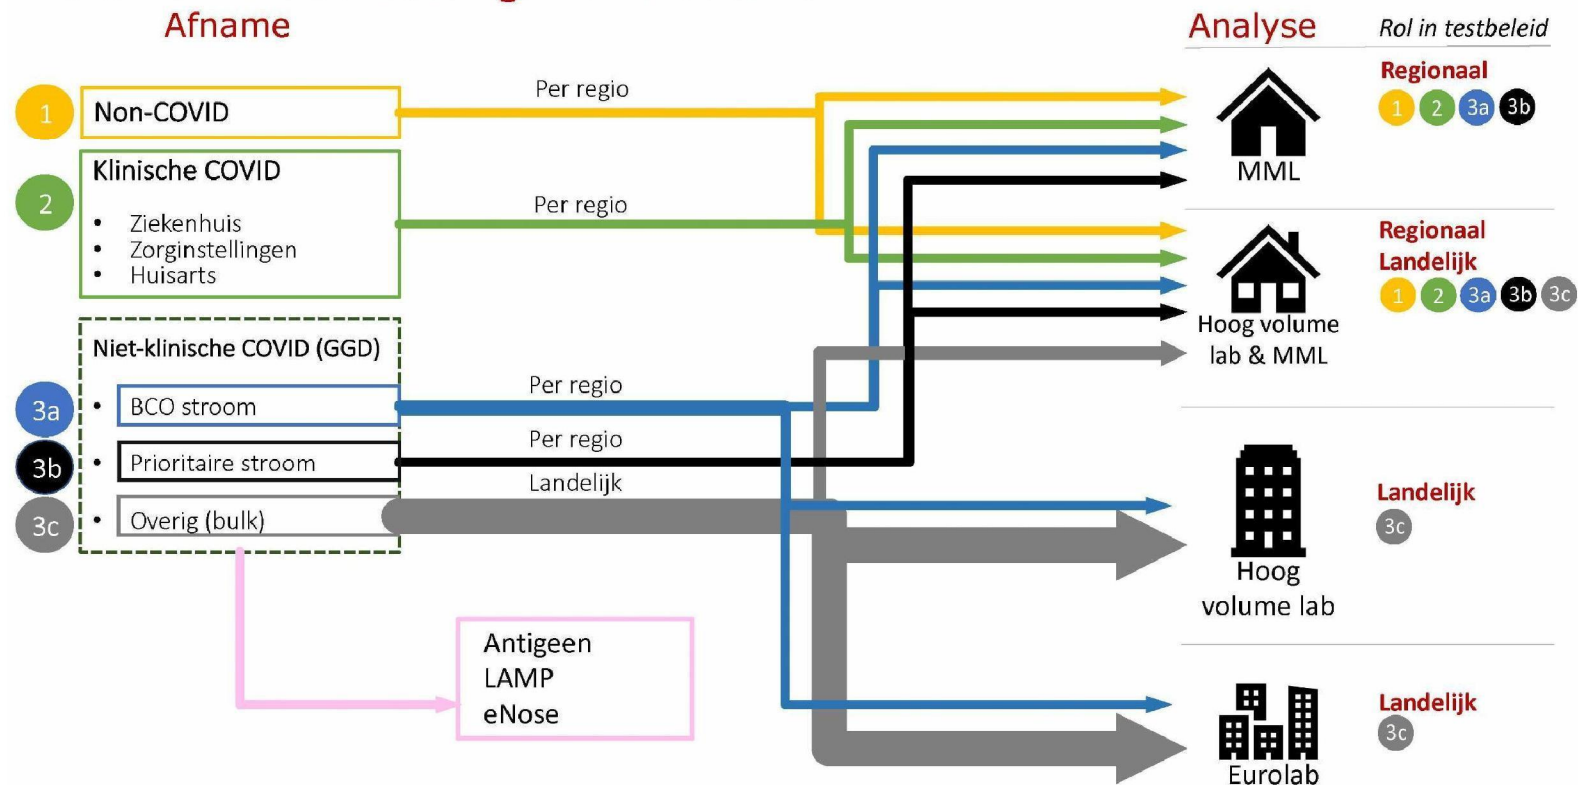 Afname
Analyse
Rol in testbeleid
1
Non-COVID
Per regio
2
Klinische COVID
• Ziekenhuis
• Zorginstellingen
• Huisarts
Per regio
Niet-klinische COVID (GGD)
3a
• BCO stroom
Per regio
3b
• Prioritaire stroom
Per regio
3c
• Overig (bulk)
Landelijk
Antigeen
LAMP
eNose
MML
Regionaal
1 2 3a 3b
Hoog volume
lab & MML
Regionaal
Landelijk
1 2 3a 3b 3c
Hoog
volume lab
Landelijk
3c
Eurolab
Landelijk
3c